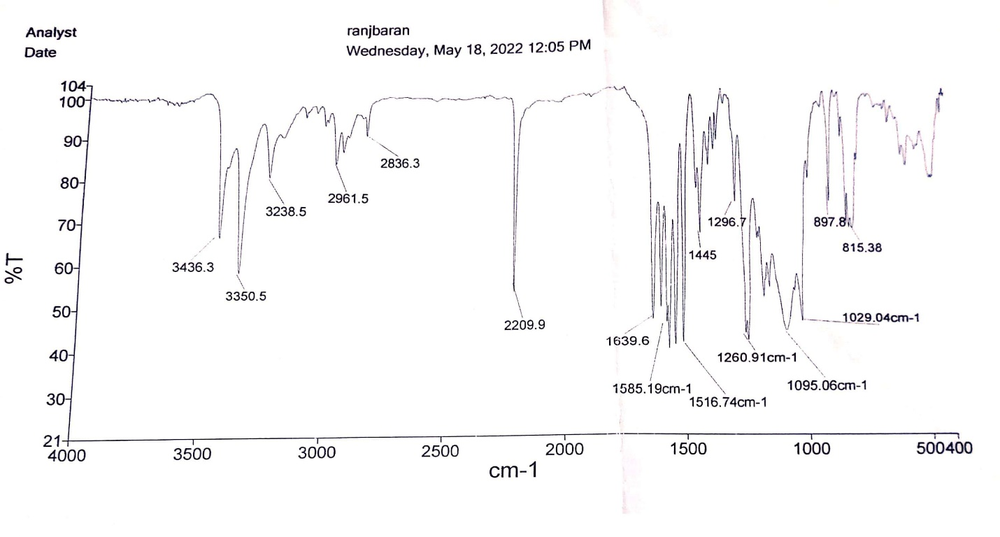 Analyst
ranjbaran
Date
Wednesday, May 18, 2022 12:05 PM
104
100
90
80
70
60
50
40
30
21
%T
3436.3
3350.5
3238.5
2961.5
2836.3
2209.9
1639.6
1585.19cm-1
1516.74cm-1
1445
1296.7
1260.91cm-1
1095.06cm-1
1029.04cm-1
897.8
815.38
4000
3500
3000
2500
2000
1500
1000
500400
cm-1